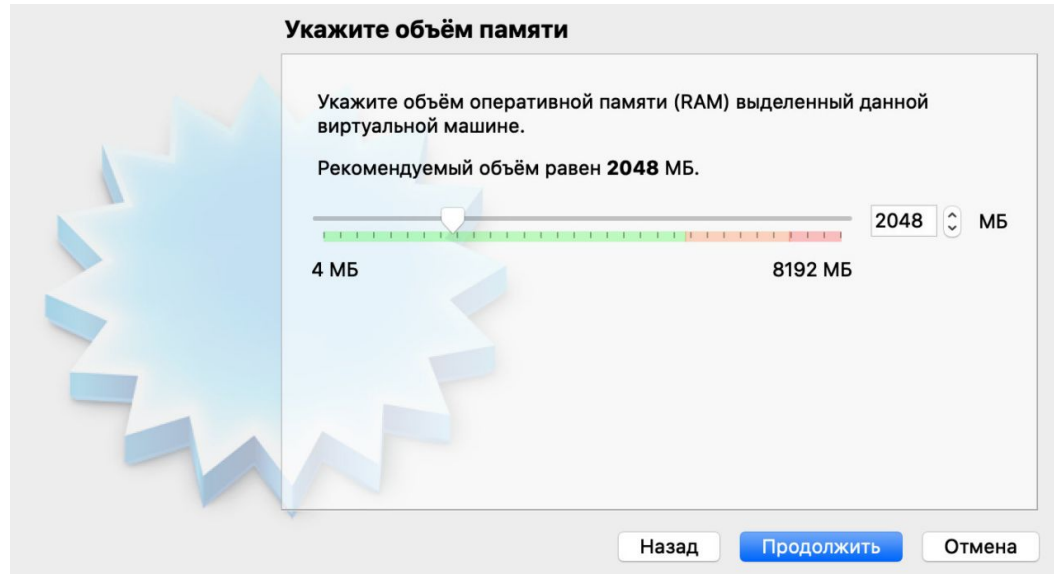 Укажите объём памяти
Укажите объём оперативной памяти (RAM) выделенный данной
виртуальной машине.
Рекомендуемый объём равен 2048 МБ.
2048 МБ
4 МБ 8192 МБ
Назад Продолжить Отмена